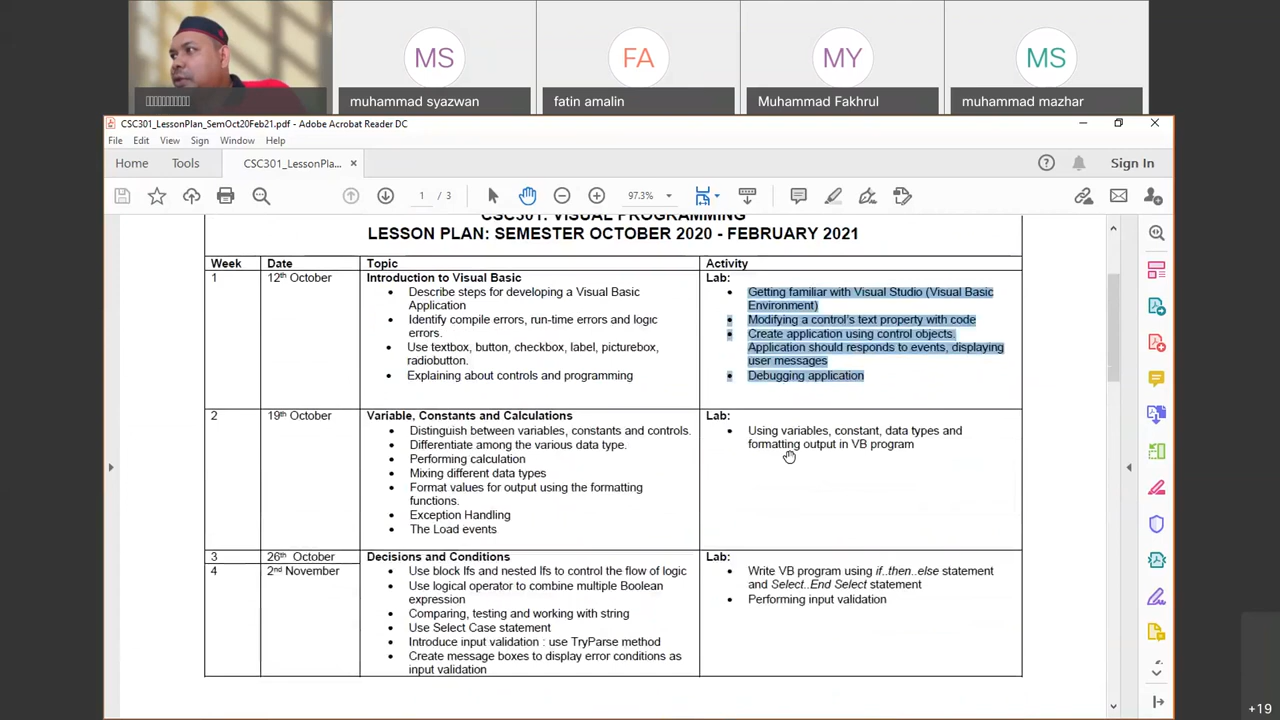 MS
FA
MY
MS
muhammad syazwan
fatin amalin
Muhammad Fakhrul
muhammad mazhar
CSC301_LessonPlan_SemOct20Feb21.pdf - Adobe Acrobat Reader DC
File Edit View Sign Window Help
Home Tools CSC301_LessonPla... × Sign In
1 / 3 97.3%
CSC301: VISUAL PROGRAMMING
LESSON PLAN: SEMESTER OCTOBER 2020 - FEBRUARY 2021
Week Date Topic Activity
1 12th October Introduction to Visual Basic
• Describe steps for developing a Visual Basic
Application
• Identify compile errors, run-time errors and logic
errors.
• Use textbox, button, checkbox, label, picturebox,
radiobutton.
• Explaining about controls and programming
Lab:
• Getting familiar with Visual Studio (Visual Basic
Environment)
• Modifying a control's text property with code
• Create application using control objects.
Application should responds to events, displaying
user messages
• Debugging application
2 19th October Variable, Constants and Calculations
• Distinguish between variables, constants and controls.
• Differentiate among the various data type.
• Performing calculation
• Mixing different data types
• Format values for output using the formatting
functions.
• Exception Handling
• The Load events
Lab:
• Using variables, constant, data types and
formatting output in VB program
3 26th October Decisions and Conditions
4 2nd November
• Use block Ifs and nested Ifs to control the flow of logic
• Use logical operator to combine multiple Boolean
expression
• Comparing, testing and working with string
• Use Select Case statement
• Introduce input validation : use TryParse method
• Create message boxes to display error conditions as
input validation
Lab:
• Write VB program using if..then..else statement
and Select..End Select statement
• Performing input validation
+19